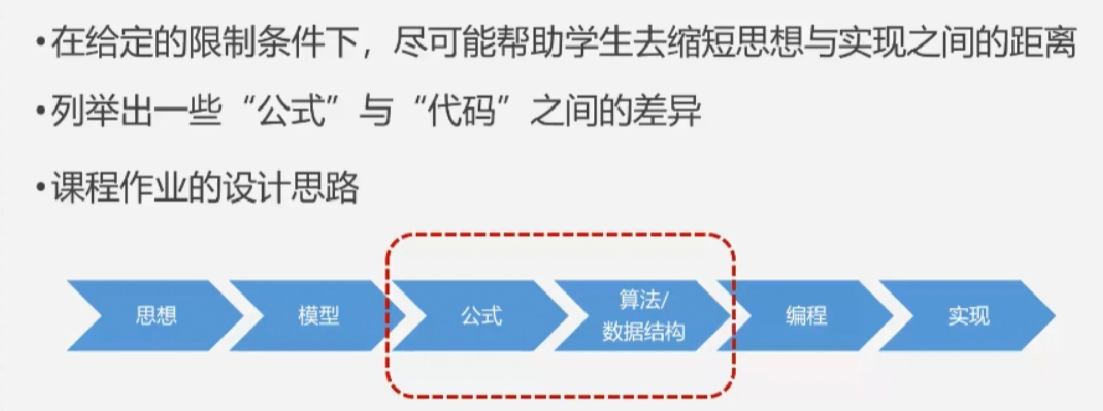 •在给定的限制条件下，尽可能帮助学生去缩短思想与实现之间的距离
•列举出一些“公式”与“代码”之间的差异
•课程作业的设计思路
思想
模型
公式
算法/
数据结构
编程
实现